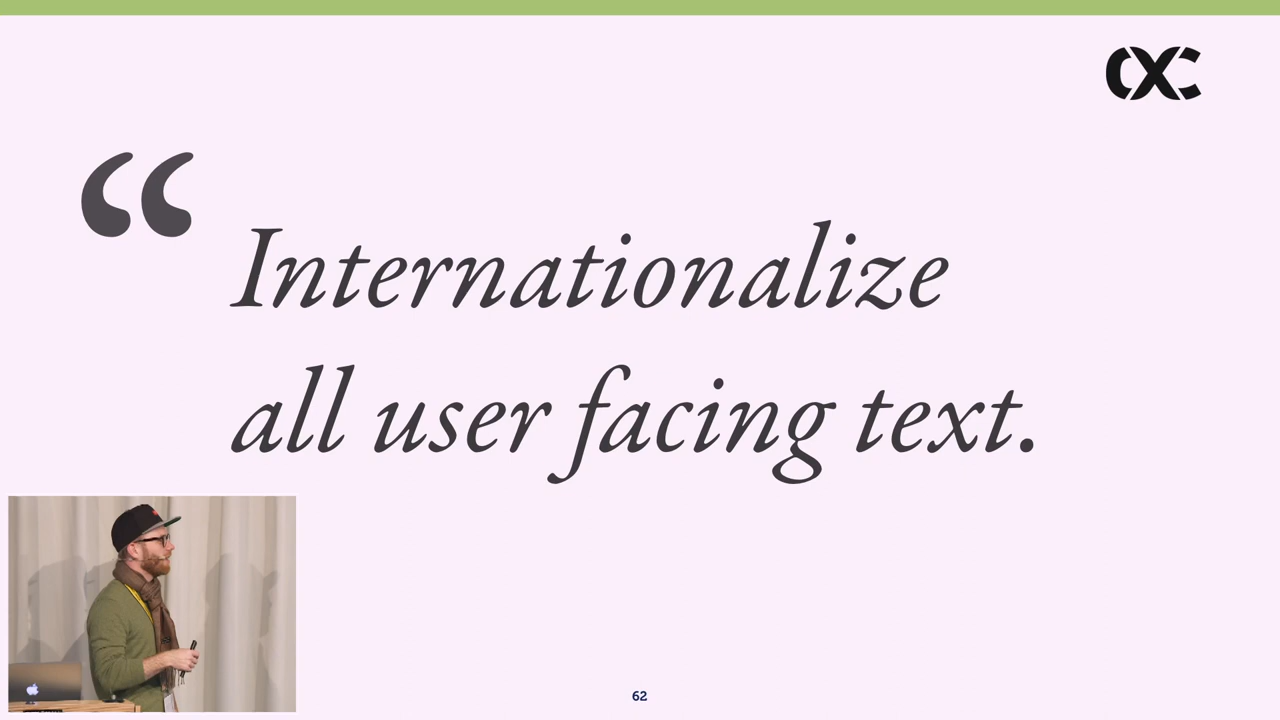 “ Internationalize
all user facing text.
62